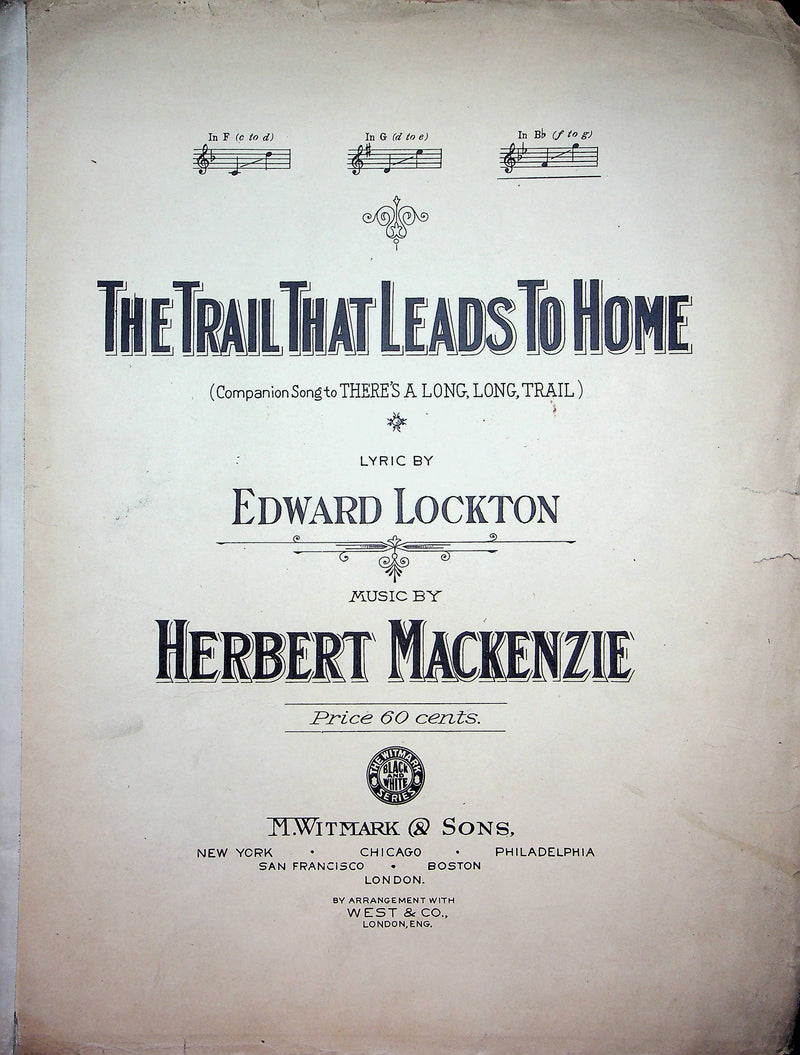 In F (c to d) In G (d to e) In B♭ (f to g)
THE TRAIL THAT LEADS TO HOME
(Companion Song to THERE'S A LONG, LONG, TRAIL)
LYRIC BY
EDWARD LOCKTON
MUSIC BY
HERBERT MACKENZIE
Price 60 cents.
THE WITMARK
BLACK
AND
WHITE
SERIES
M. WITMARK & SONS,
NEW YORK • CHICAGO • PHILADELPHIA
SAN FRANCISCO • BOSTON
LONDON.
BY ARRANGEMENT WITH
WEST & CO.,
LONDON, ENG.